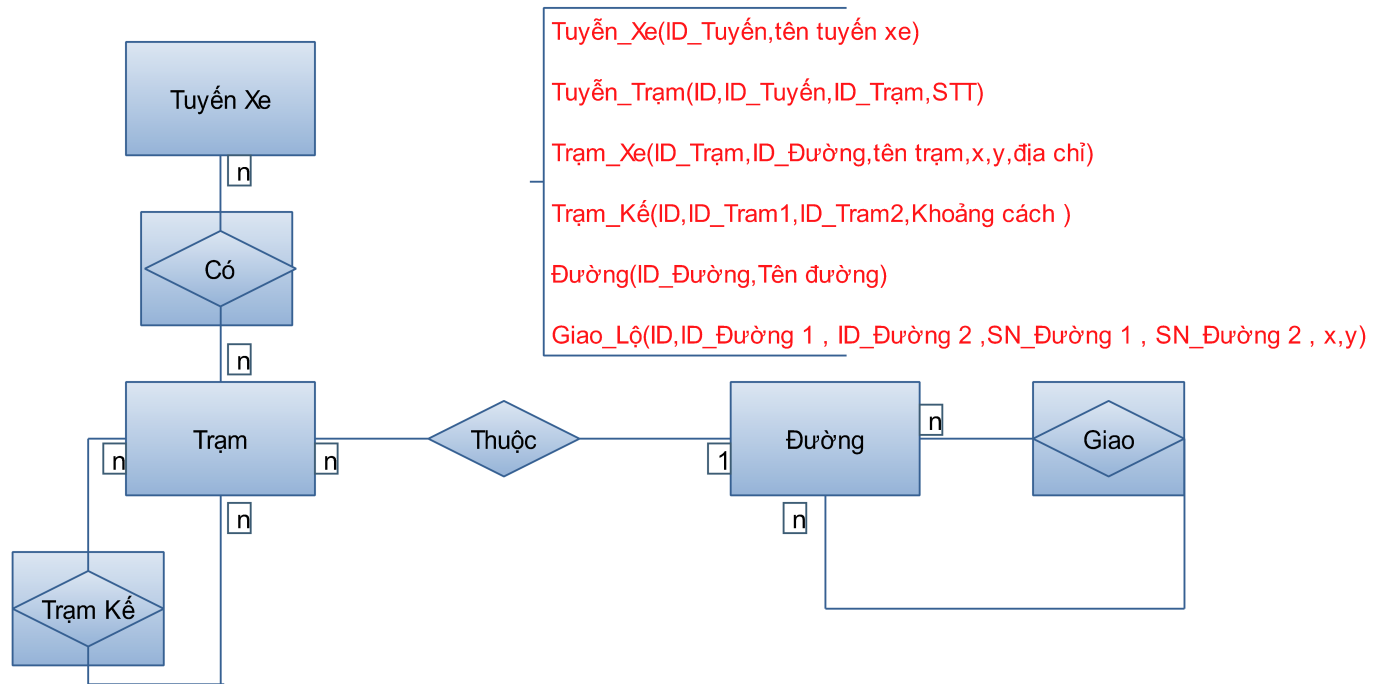 Tuyễn_Xe(ID_Tuyến,tên tuyến xe)
Tuyễn_Trạm(ID,ID_Tuyến,ID_Trạm,STT)
Trạm_Xe(ID_Trạm,ID_Đường,tên trạm,x,y,địa chỉ)
Trạm_Kế(ID,ID_Tram1,ID_Tram2,Khoảng cách )
Đường(ID_Đường,Tên đường)
Giao_Lộ(ID,ID_Đường 1 , ID_Đường 2 ,SN_Đường 1 , SN_Đường 2 , x,y)
Tuyến Xe
n
Có
n
Trạm
n
n
n
Thuộc
1
Đường
n
n
Giao
Trạm Kế